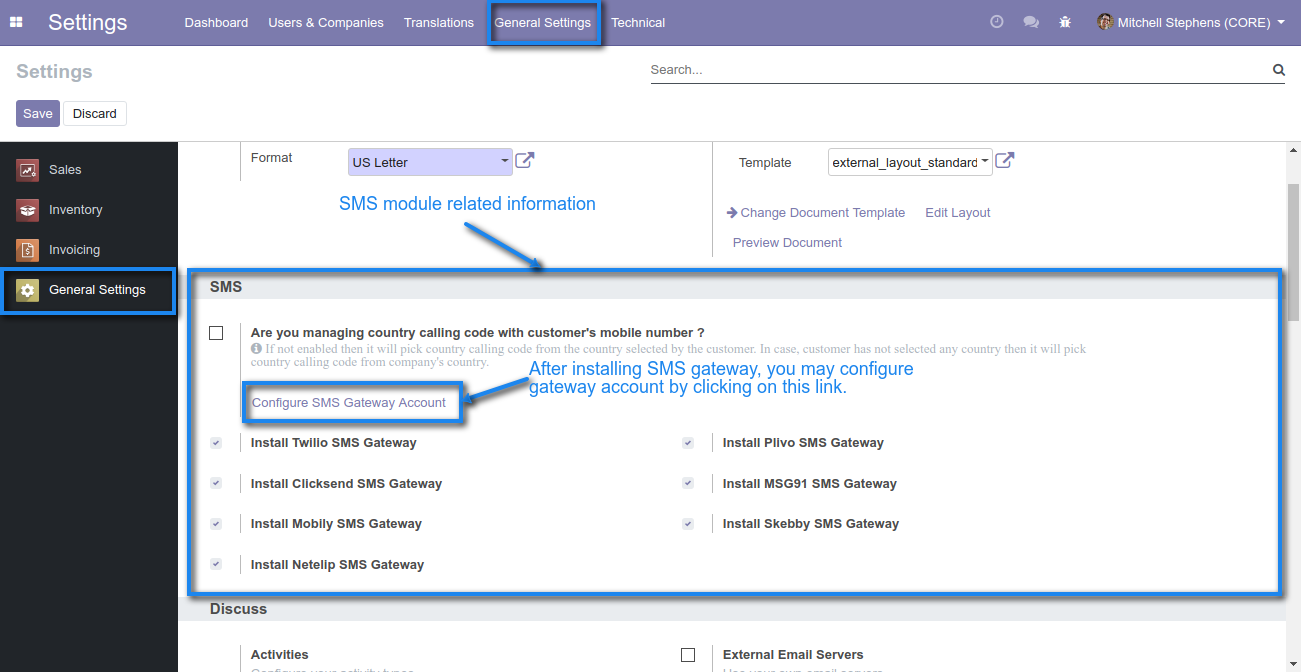 Settings
Dashboard
Users & Companies
Translations
General Settings
Technical
Mitchell Stephens (CORE)
Settings
Search...
Save
Discard
Sales
Inventory
Invoicing
General Settings
Format
US Letter
Template
external_layout_standard
SMS module related information
Change Document Template
Edit Layout
Preview Document
SMS
Are you managing country calling code with customer's mobile number ?
If not enabled then it will pick country calling code from the country selected by the customer. In case, customer has not selected any country then it will pick
country calling code from company's country.
After installing SMS gateway, you may configure
gateway account by clicking on this link.
Configure SMS Gateway Account
Install Twilio SMS Gateway
Install Plivo SMS Gateway
Install Clicksend SMS Gateway
Install MSG91 SMS Gateway
Install Mobily SMS Gateway
Install Skebby SMS Gateway
Install Netelip SMS Gateway
Discuss
Activities
External Email Servers
Configure your activity types
Use your own email servers